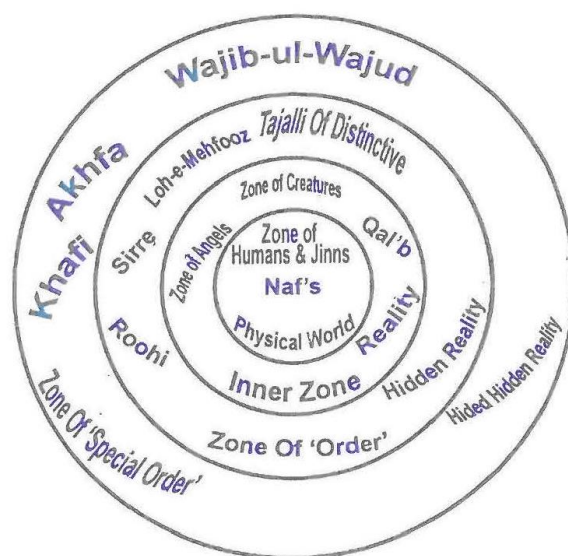 Wajib-ul-Wajud
Akhfa
Khafi
Zone Of 'Special Order'
Hided Hidden Reality
Tajalli Of Distinctive
Loh-e-Mehfooz
Sirre
Roohi
Zone Of 'Order'
Hidden Reality
Zone of Creatures
Zone of Angels
Qal'b
Reality
Inner Zone
Zone of
Humans & Jinns
Naf's
Physical World